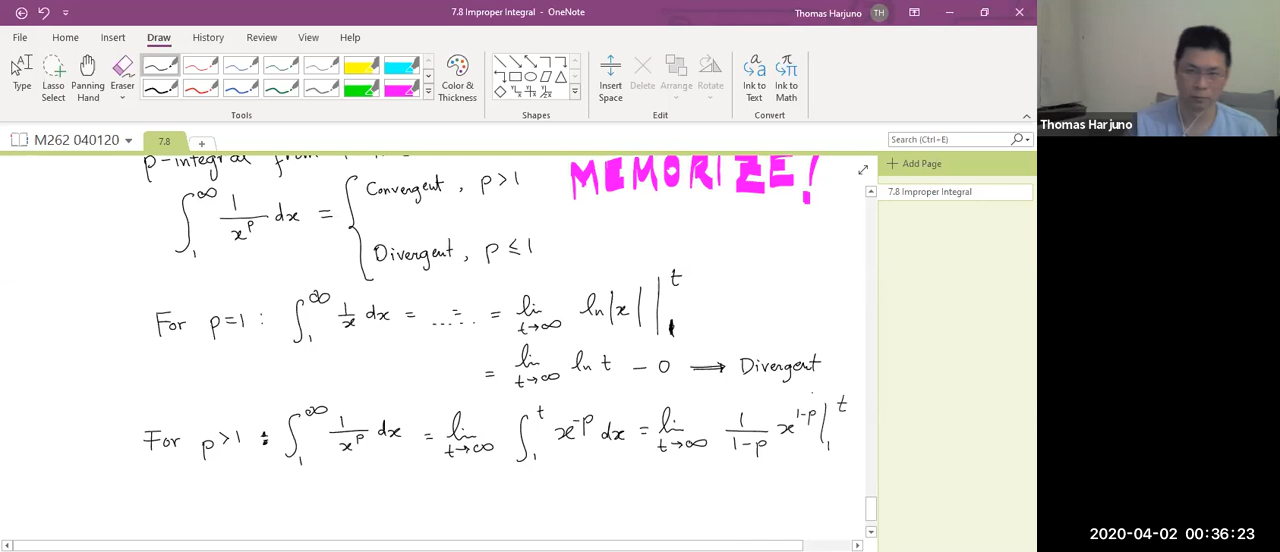 7.8 Improper Integral - OneNote
Thomas Harjuno TH
File Home Insert Draw History Review View Help
Type Lasso Select Panning Hand Eraser Color & Thickness Insert Space Delete Arrange Rotate Ink to Text Ink to Math
Tools Shapes Edit Convert
M262 040120 7.8
Search (Ctrl+E)
Add Page
7.8 Improper Integral
Thomas Harjuno
p-integral from 1
MEMORIZE!
∫₁^∞ 1/x^p dx = { Convergent, p > 1
Divergent, p ≤ 1
For p=1 : ∫₁^∞ 1/x dx = ..=.. = lim t→∞ ln|x| |₁^t
= lim t→∞ ln t − 0 ⟹ Divergent
For p>1 : ∫₁^∞ 1/x^p dx = lim t→∞ ∫₁^t x^-p dx = lim t→∞ 1/(1-p) x^(1-p) |₁^t
2020-04-02 00:36:23